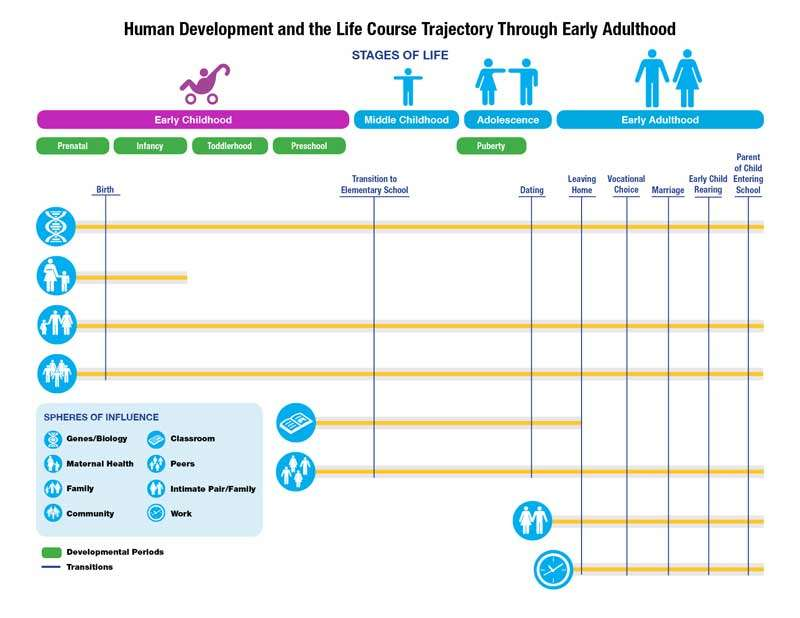 Human Development and the Life Course Trajectory Through Early Adulthood
STAGES OF LIFE
Early Childhood
Middle Childhood
Adolescence
Early Adulthood
Prenatal
Infancy
Toddlerhood
Preschool
Puberty
Birth
Transition to
Elementary School
Dating
Leaving
Home
Vocational
Choice
Marriage
Early Child
Rearing
Parent
of Child
Entering
School
SPHERES OF INFLUENCE
Genes/Biology
Classroom
Maternal Health
Peers
Family
Intimate Pair/Family
Community
Work
Developmental Periods
Transitions